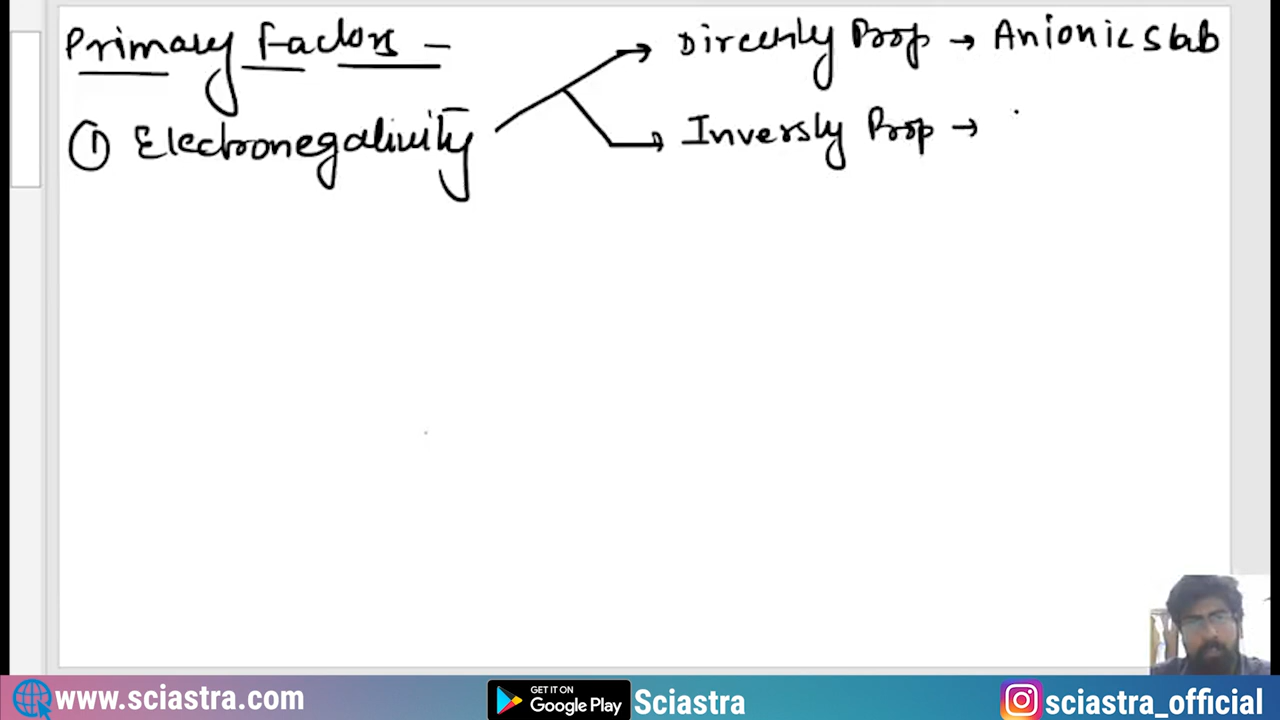 Primary Factors -
Directly Prop → Anionic Stab
① Electronegativity
Inversly Prop →
www.sciastra.com
GET IT ON
Google Play
Sciastra
sciastra_official